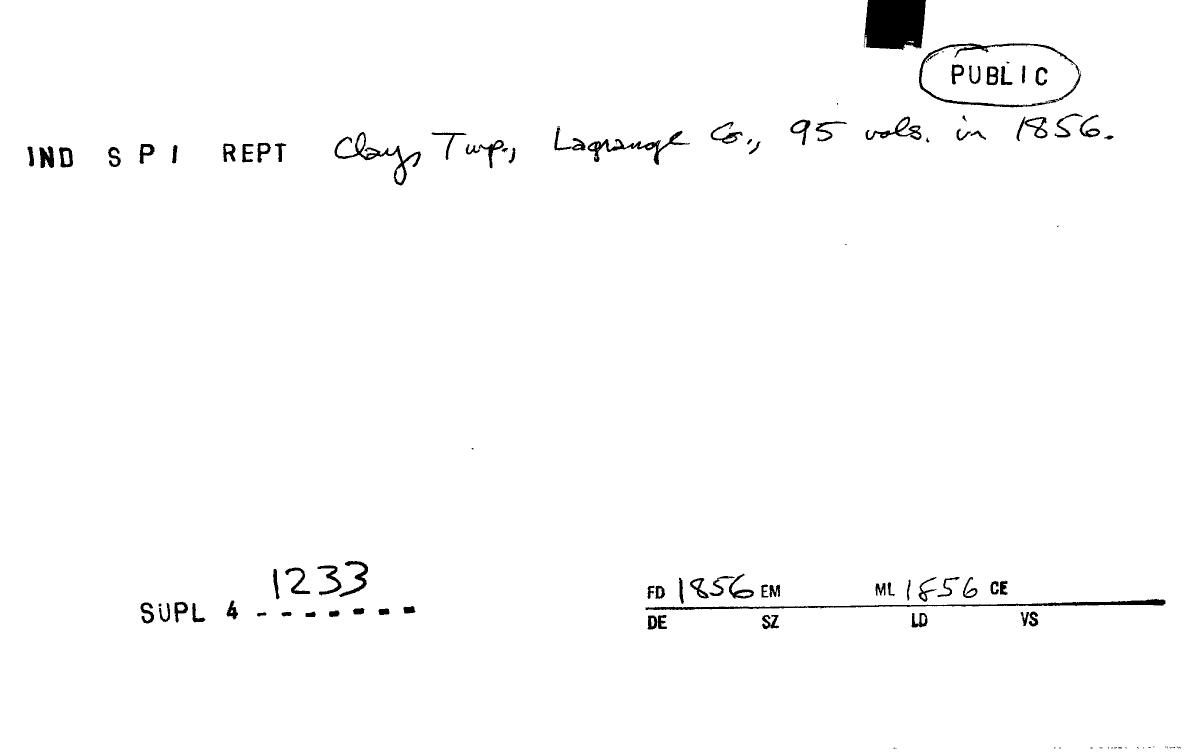 PUBLIC
IND S P I REPT Clay, Twp., Lagrange Co., 95 vols. in 1856.
1233
SUPL 4 - - - - - - -
FD 1856 EM ML 1856 CE
DE SZ LD VS